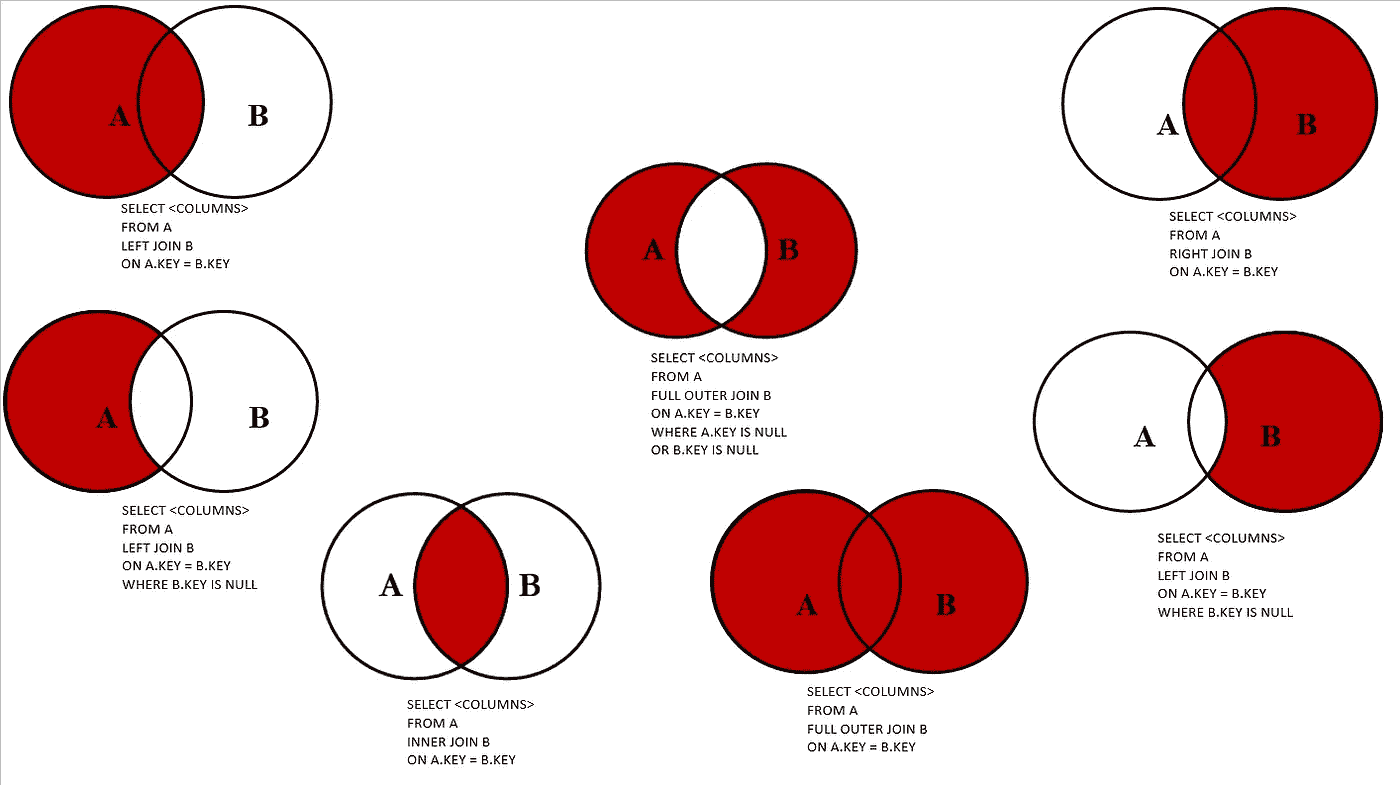 A B
SELECT <COLUMNS>
FROM A
LEFT JOIN B
ON A.KEY = B.KEY
A B
SELECT <COLUMNS>
FROM A
RIGHT JOIN B
ON A.KEY = B.KEY
A B
SELECT <COLUMNS>
FROM A
FULL OUTER JOIN B
ON A.KEY = B.KEY
WHERE A.KEY IS NULL
OR B.KEY IS NULL
A B
SELECT <COLUMNS>
FROM A
LEFT JOIN B
ON A.KEY = B.KEY
WHERE B.KEY IS NULL
A B
SELECT <COLUMNS>
FROM A
LEFT JOIN B
ON A.KEY = B.KEY
WHERE B.KEY IS NULL
A B
SELECT <COLUMNS>
FROM A
INNER JOIN B
ON A.KEY = B.KEY
A B
SELECT <COLUMNS>
FROM A
FULL OUTER JOIN B
ON A.KEY = B.KEY